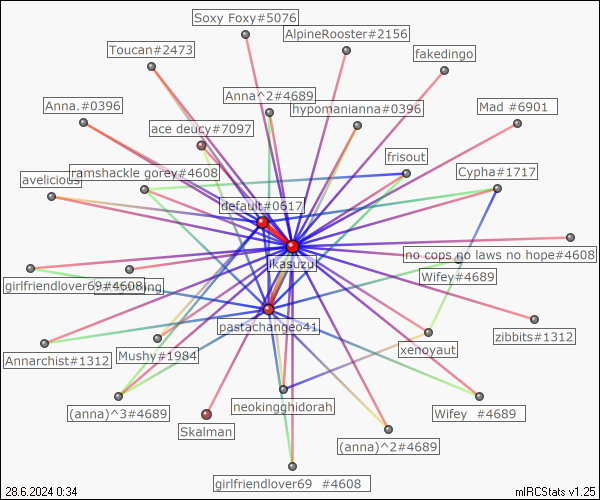 Soxy Foxy#5076
AlpineRooster#2156
Toucan#2473
fakedingo
Anna^2#4689
Anna.#0396
hypomanianna#0396
Mad #6901
ace deucy#7097
frisout
ramshackle gorey#4608
Cypha#1717
avelicious
default#0617
no cops no laws no hope#4608
ikasuzu
Wifey#4689
girlfriendlover69 #4608
pastachangeo41
zibbits#1312
xenoyaut
Annarchist#1312
Mushy#1984
(anna)^3#4689
neokingghidorah
Wifey #4689
Skalman
(anna)^2#4689
girlfriendlover69 #4608
28.6.2024 0:34
mIRCStats v1.25